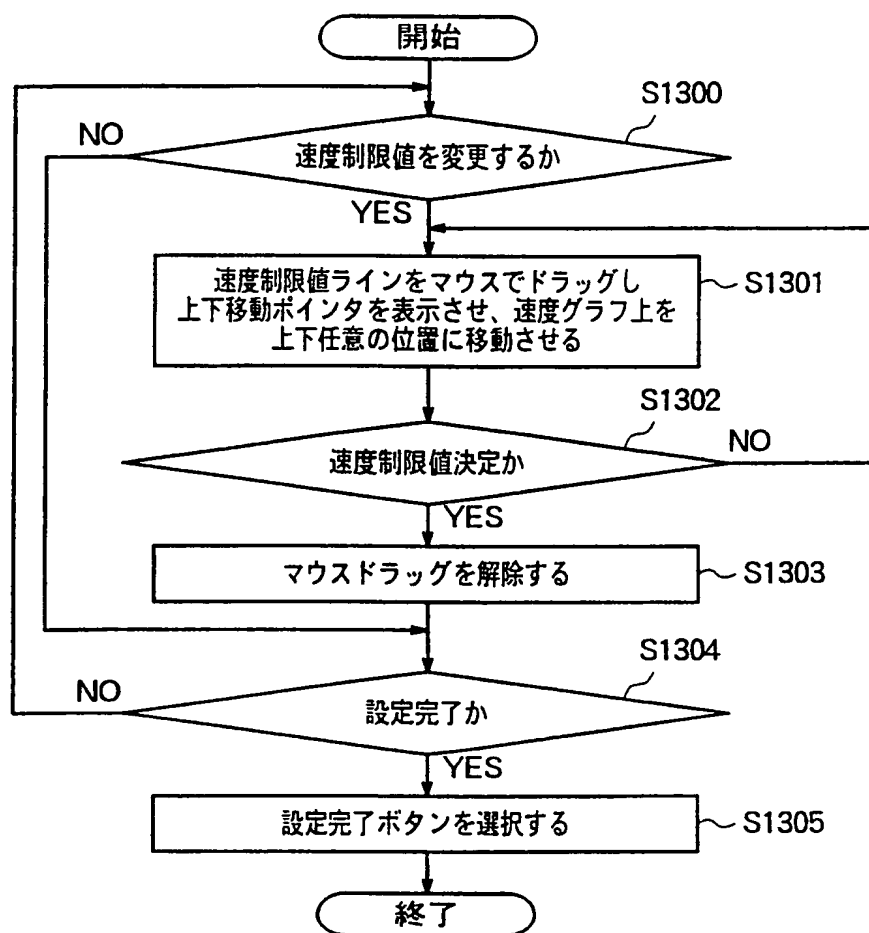 開始
S1300
NO
速度制限値を変更するか
YES
速度制限値ラインをマウスでドラッグし
上下移動ポインタを表示させ、速度グラフ上を
上下任意の位置に移動させる
S1301
S1302
NO
速度制限値決定か
YES
マウスドラッグを解除する
S1303
S1304
NO
設定完了か
YES
設定完了ボタンを選択する
S1305
終了